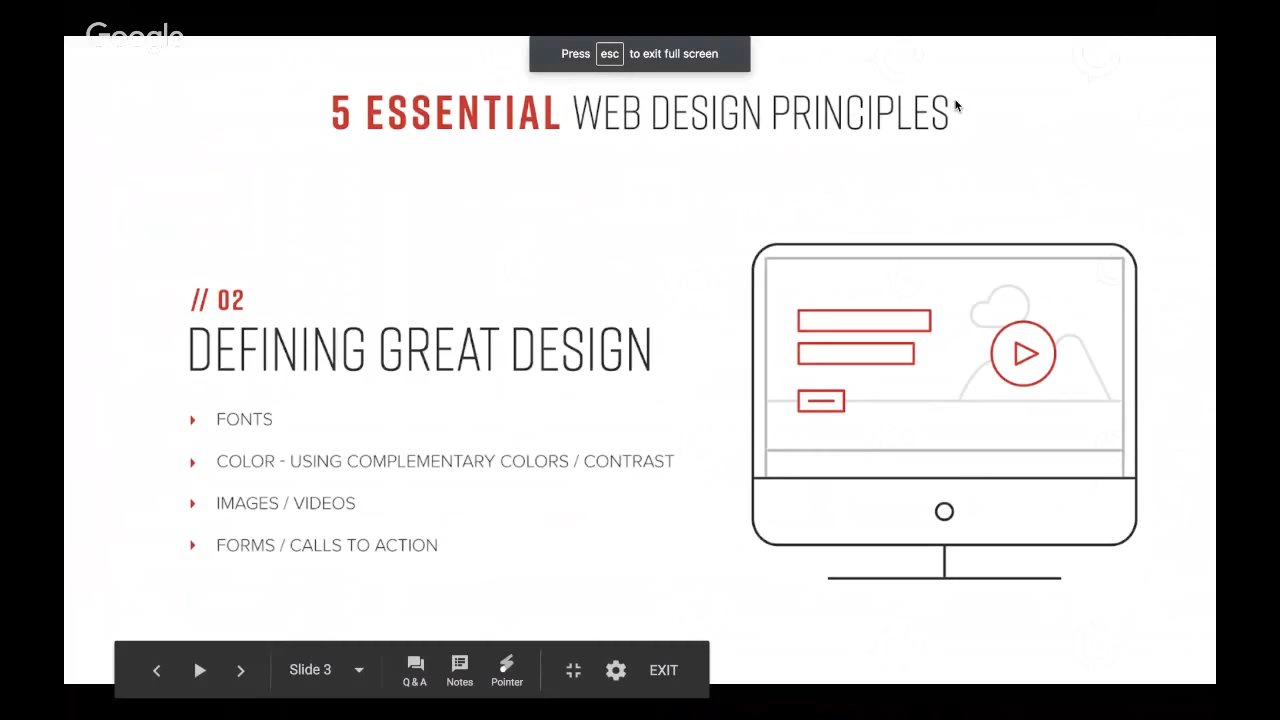 Google
Press esc to exit full screen
5 ESSENTIAL WEB DESIGN PRINCIPLES
// 02
DEFINING GREAT DESIGN
FONTS
COLOR - USING COMPLEMENTARY COLORS / CONTRAST
IMAGES / VIDEOS
FORMS / CALLS TO ACTION
Slide 3
Q & A
Notes
Pointer
EXIT